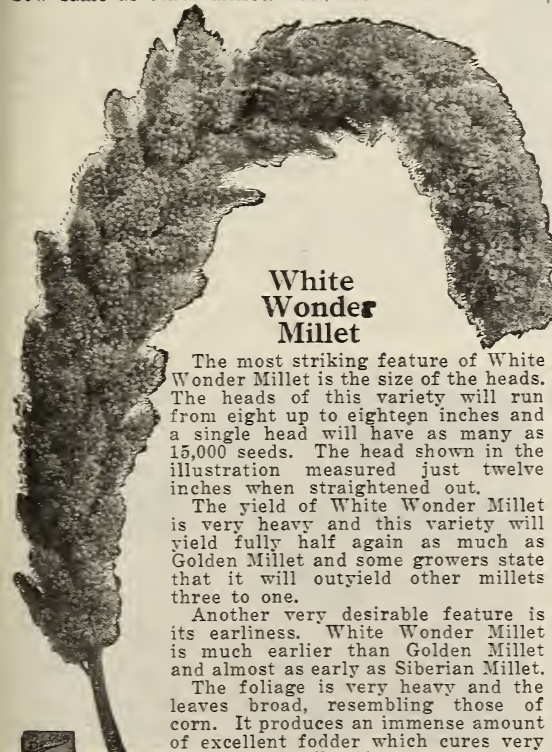 White
Wonder
Millet
The most striking feature of White
Wonder Millet is the size of the heads.
The heads of this variety will run
from eight up to eighteen inches and
a single head will have as many as
15,000 seeds. The head shown in the
illustration measured just twelve
inches when straightened out.
The yield of White Wonder Millet
is very heavy and this variety will
yield fully half again as much as
Golden Millet and some growers state
that it will outyield other millets
three to one.
Another very desirable feature is
its earliness. White Wonder Millet
is much earlier than Golden Millet
and almost as early as Siberian Millet.
The foliage is very heavy and the
leaves broad, resembling those of
corn. It produces an immense amount
of excellent fodder which cures very